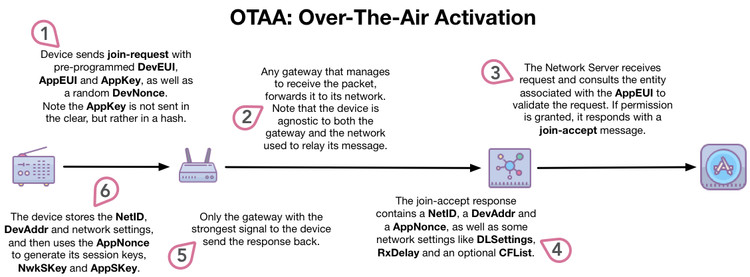 OTAA: Over-The-Air Activation
1
Device sends join-request with
pre-programmed DevEUI,
AppEUI and AppKey, as well as
a random DevNonce.
Note the AppKey is not sent in
the clear, but rather in a hash.
2
Any gateway that manages
to receive the packet,
forwards it to its network.
Note that the device is
agnostic to both the
gateway and the network
used to relay its message.
3
The Network Server receives
request and consults the entity
associated with the AppEUI to
validate the request. If permission
is granted, it responds with a
join-accept message.
4
The join-accept response
contains a NetID, a DevAddr and
a AppNonce, as well as some
network settings like DLSettings,
RxDelay and an optional CFList.
5
Only the gateway with the
strongest signal to the device
send the response back.
6
The device stores the NetID,
DevAddr and network settings,
and then uses the AppNonce
to generate its session keys,
NwkSKey and AppSKey.